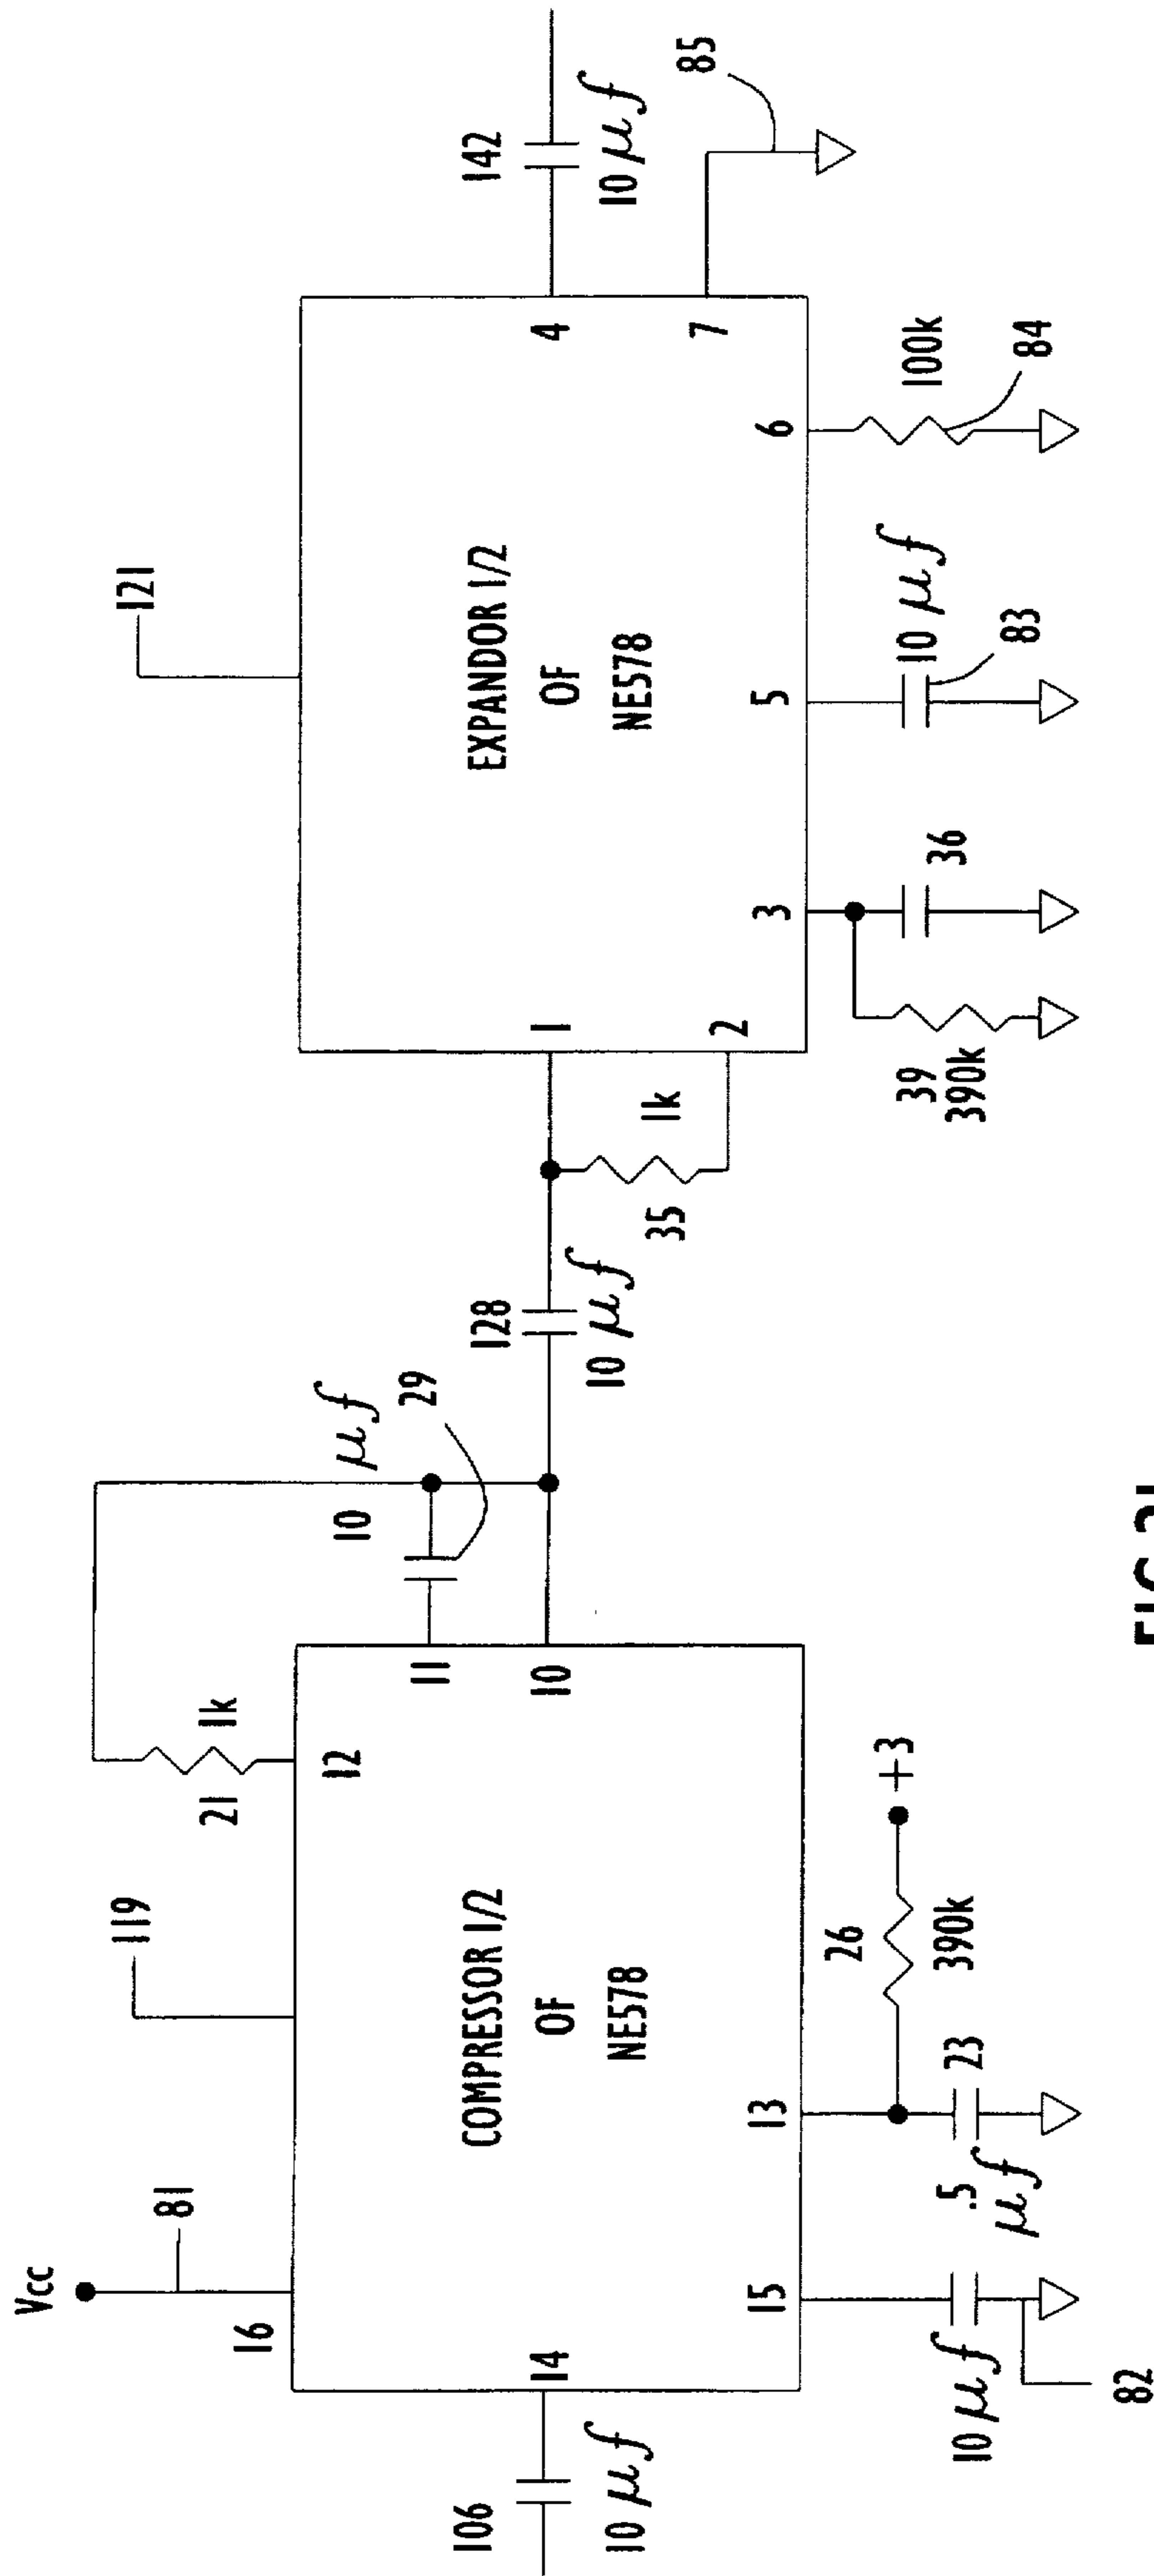 Vcc
81
16
119
21
1k
12
10 µf
29
11
10
106
10 µf
14
COMPRESSOR 1/2
OF
NE578
15
13
10 µf
82
.5 µf
23
26
390k
+3
128
10 µf
35
1k
121
1
2
EXPANDOR 1/2
OF
NE578
4
7
142
10 µf
85
3
5
6
39
390k
36
10 µf
83
100k
84